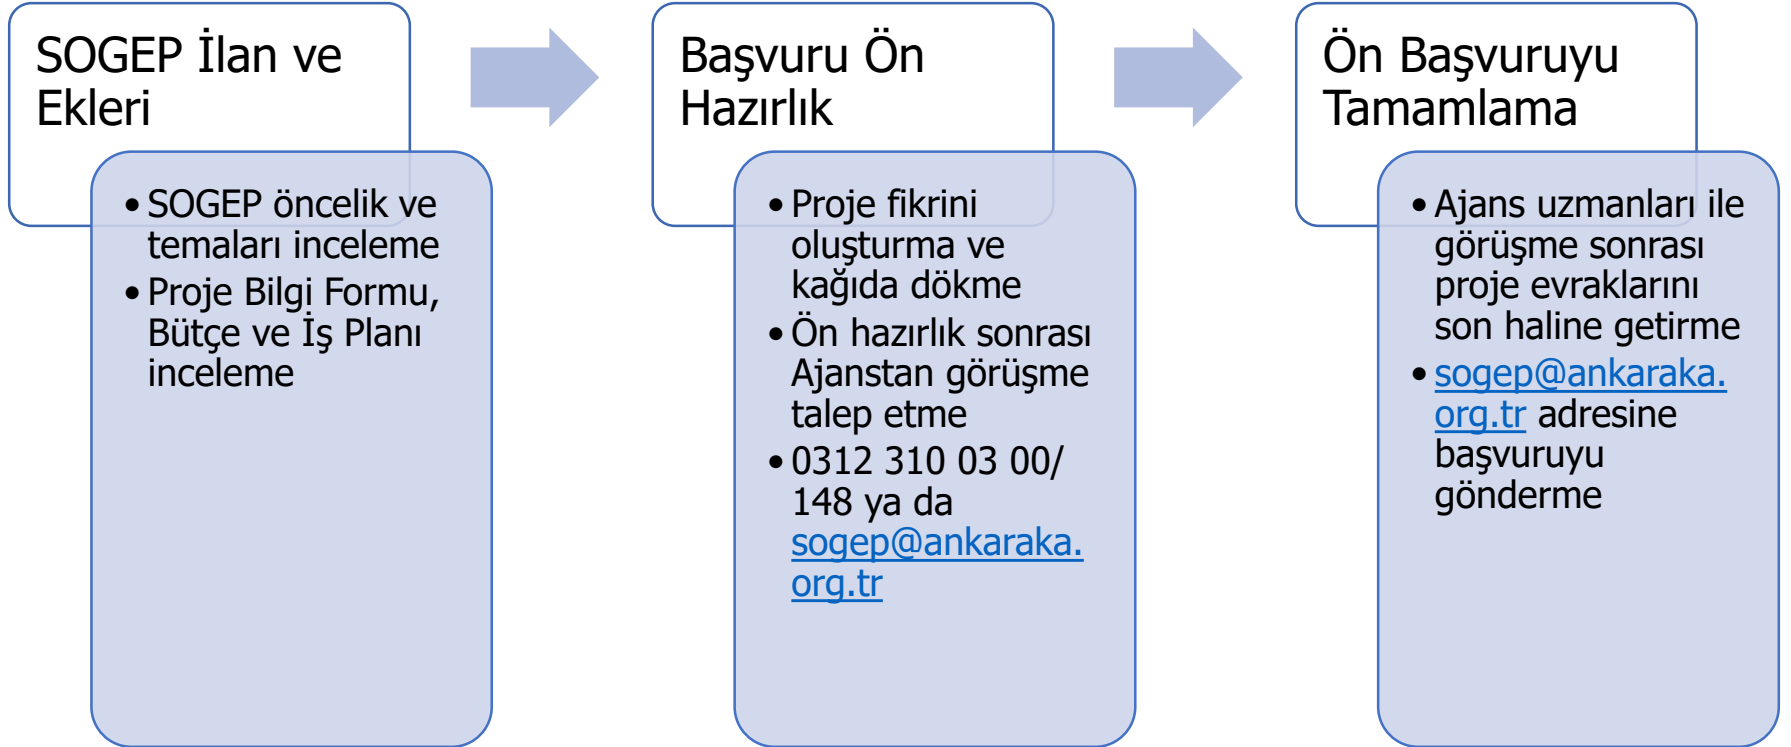 SOGEP İlan ve
Ekleri
• SOGEP öncelik ve
temaları inceleme
• Proje Bilgi Formu,
Bütçe ve İş Planı
inceleme
Başvuru Ön
Hazırlık
• Proje fikrini
oluşturma ve
kağıda dökme
• Ön hazırlık sonrası
Ajanstan görüşme
talep etme
• 0312 310 03 00/
148 ya da
sogep@ankaraka.
org.tr
Ön Başvuruyu
Tamamlama
• Ajans uzmanları ile
görüşme sonrası
proje evraklarını
son haline getirme
• sogep@ankaraka.
org.tr adresine
başvuruyu
gönderme